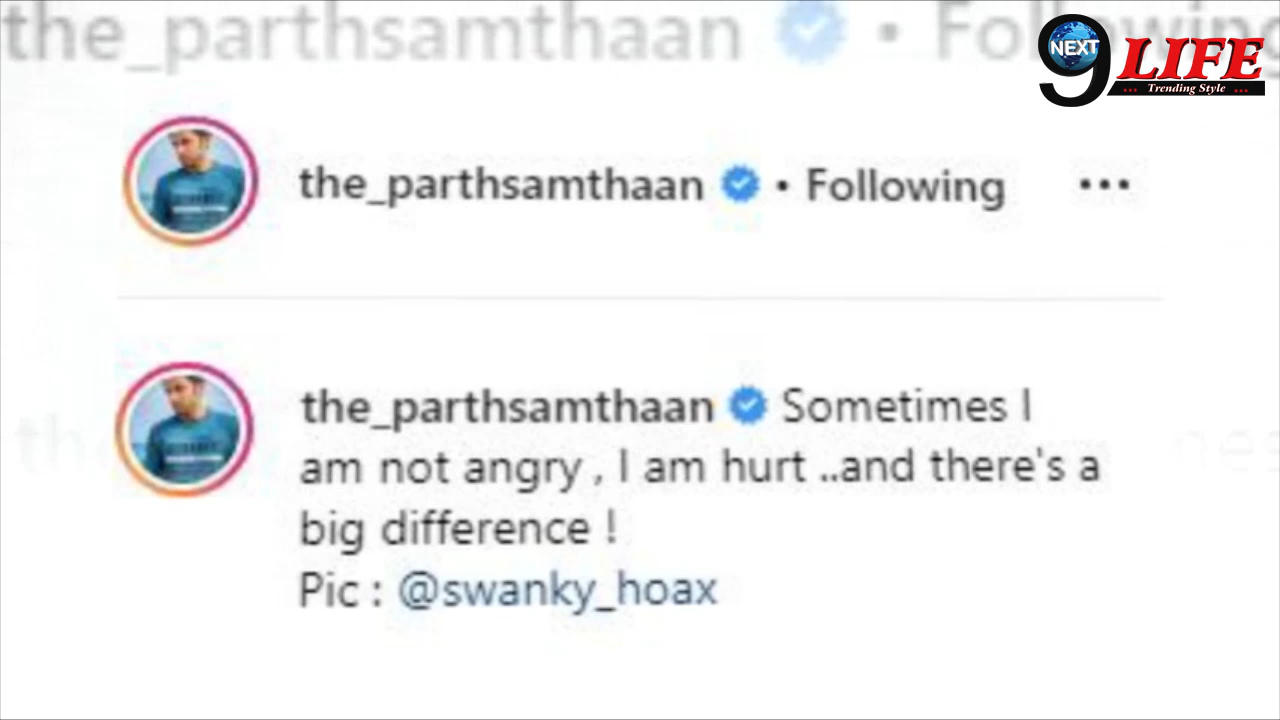 the_parthsamthaan • Following
NEXT
9 LIFE
... Trending Style ...
the_parthsamthaan • Following •••
the_parthsamthaan Sometimes I
am not angry , I am hurt ..and there's a
big difference !
Pic : @swanky_hoax